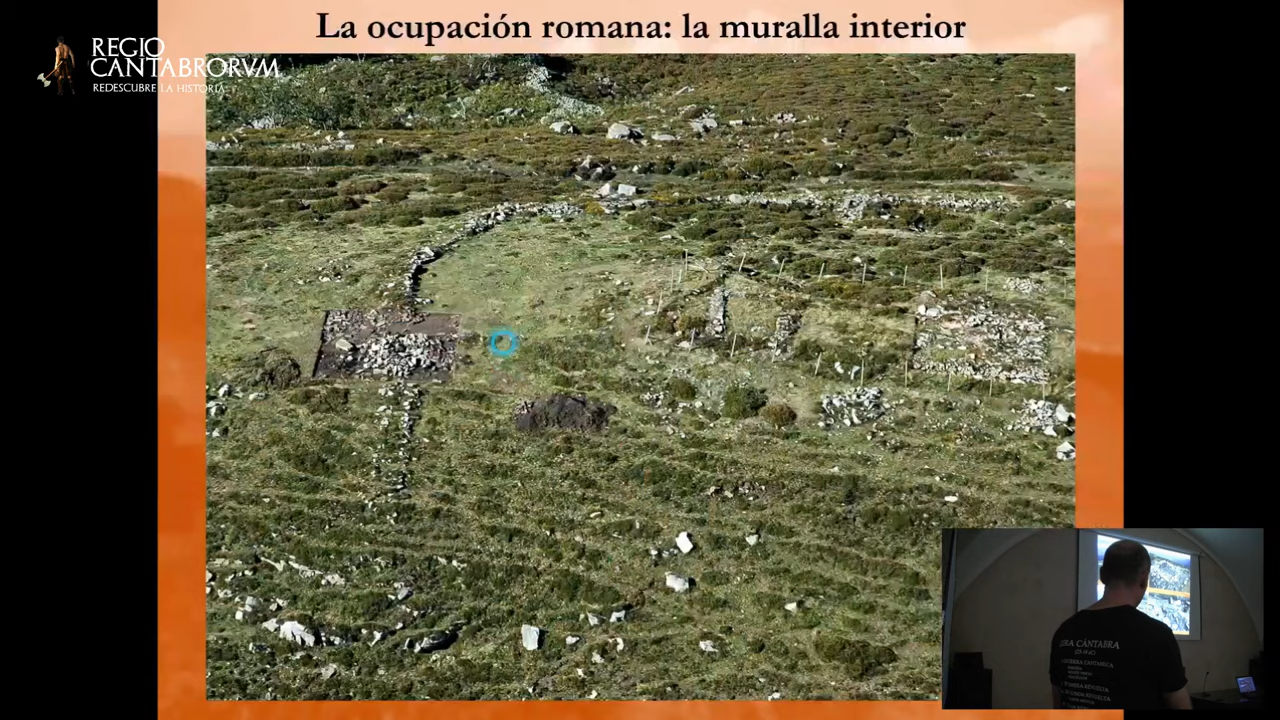 La ocupación romana: la muralla interior
REGIO
CANTABRORVM
REDESCUBRE LA HISTORIA